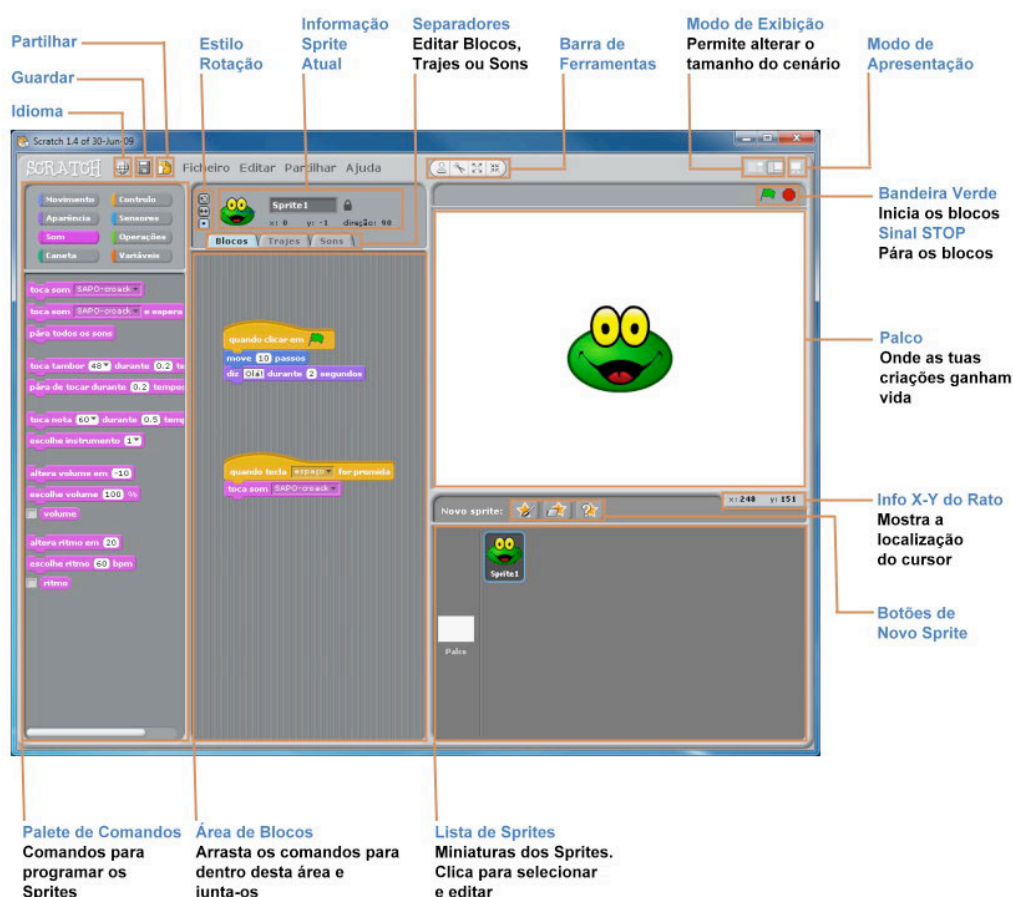 Partilhar
Guardar
Idioma
Estilo
Rotação
Informação
Sprite
Atual
Separadores
Editar Blocos,
Trajes ou Sons
Barra de
Ferramentas
Modo de Exibição
Permite alterar o
tamanho do cenário
Modo de
Apresentação
Scratch 1.4 of 30-Jun-09
SCRATCH
Ficheiro Editar Partilhar Ajuda
Movimento Controlo
Aparência Sensores
Som Operações
Caneta Variáveis
Sprite1
x: 0 y: -1 direção: 90
Blocos Trajes Sons
toca som SAPO-croack
toca som SAPO-croack e espera
pára todos os sons
toca tambor 48 durante 0.2 te
pára de tocar durante 0.2 tempos
toca nota 60 durante 0.5 temp
escolhe instrumento 1
altera volume em -10
escolhe volume 100 %
volume
altera ritmo em 20
escolhe ritmo 60 bpm
ritmo
quando clicar em
move 10 passos
diz Olá! durante 2 segundos
quando tecla espaço for premida
toca som SAPO-croack
Bandeira Verde
Inicia os blocos
Sinal STOP
Pára os blocos
Palco
Onde as tuas
criações ganham
vida
x: 248 y: 151
Novo sprite:
Info X-Y do Rato
Mostra a
localização
do cursor
Sprite1
Palco
Botões de
Novo Sprite
Palete de Comandos
Comandos para
programar os
Sprites
Área de Blocos
Arrasta os comandos para
dentro desta área e
junta-os
Lista de Sprites
Miniaturas dos Sprites.
Clica para selecionar
e editar